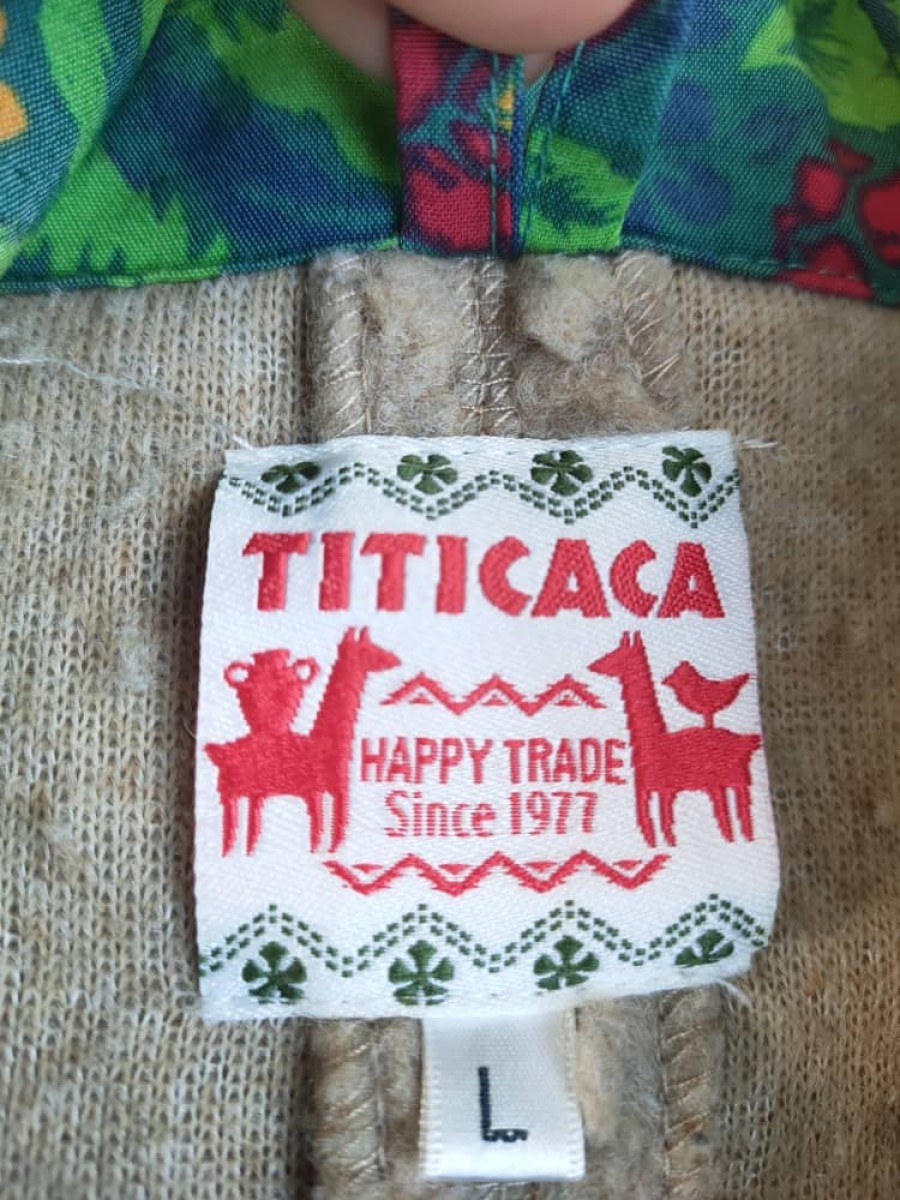 TITICACA
HAPPY TRADE
Since 1977
L